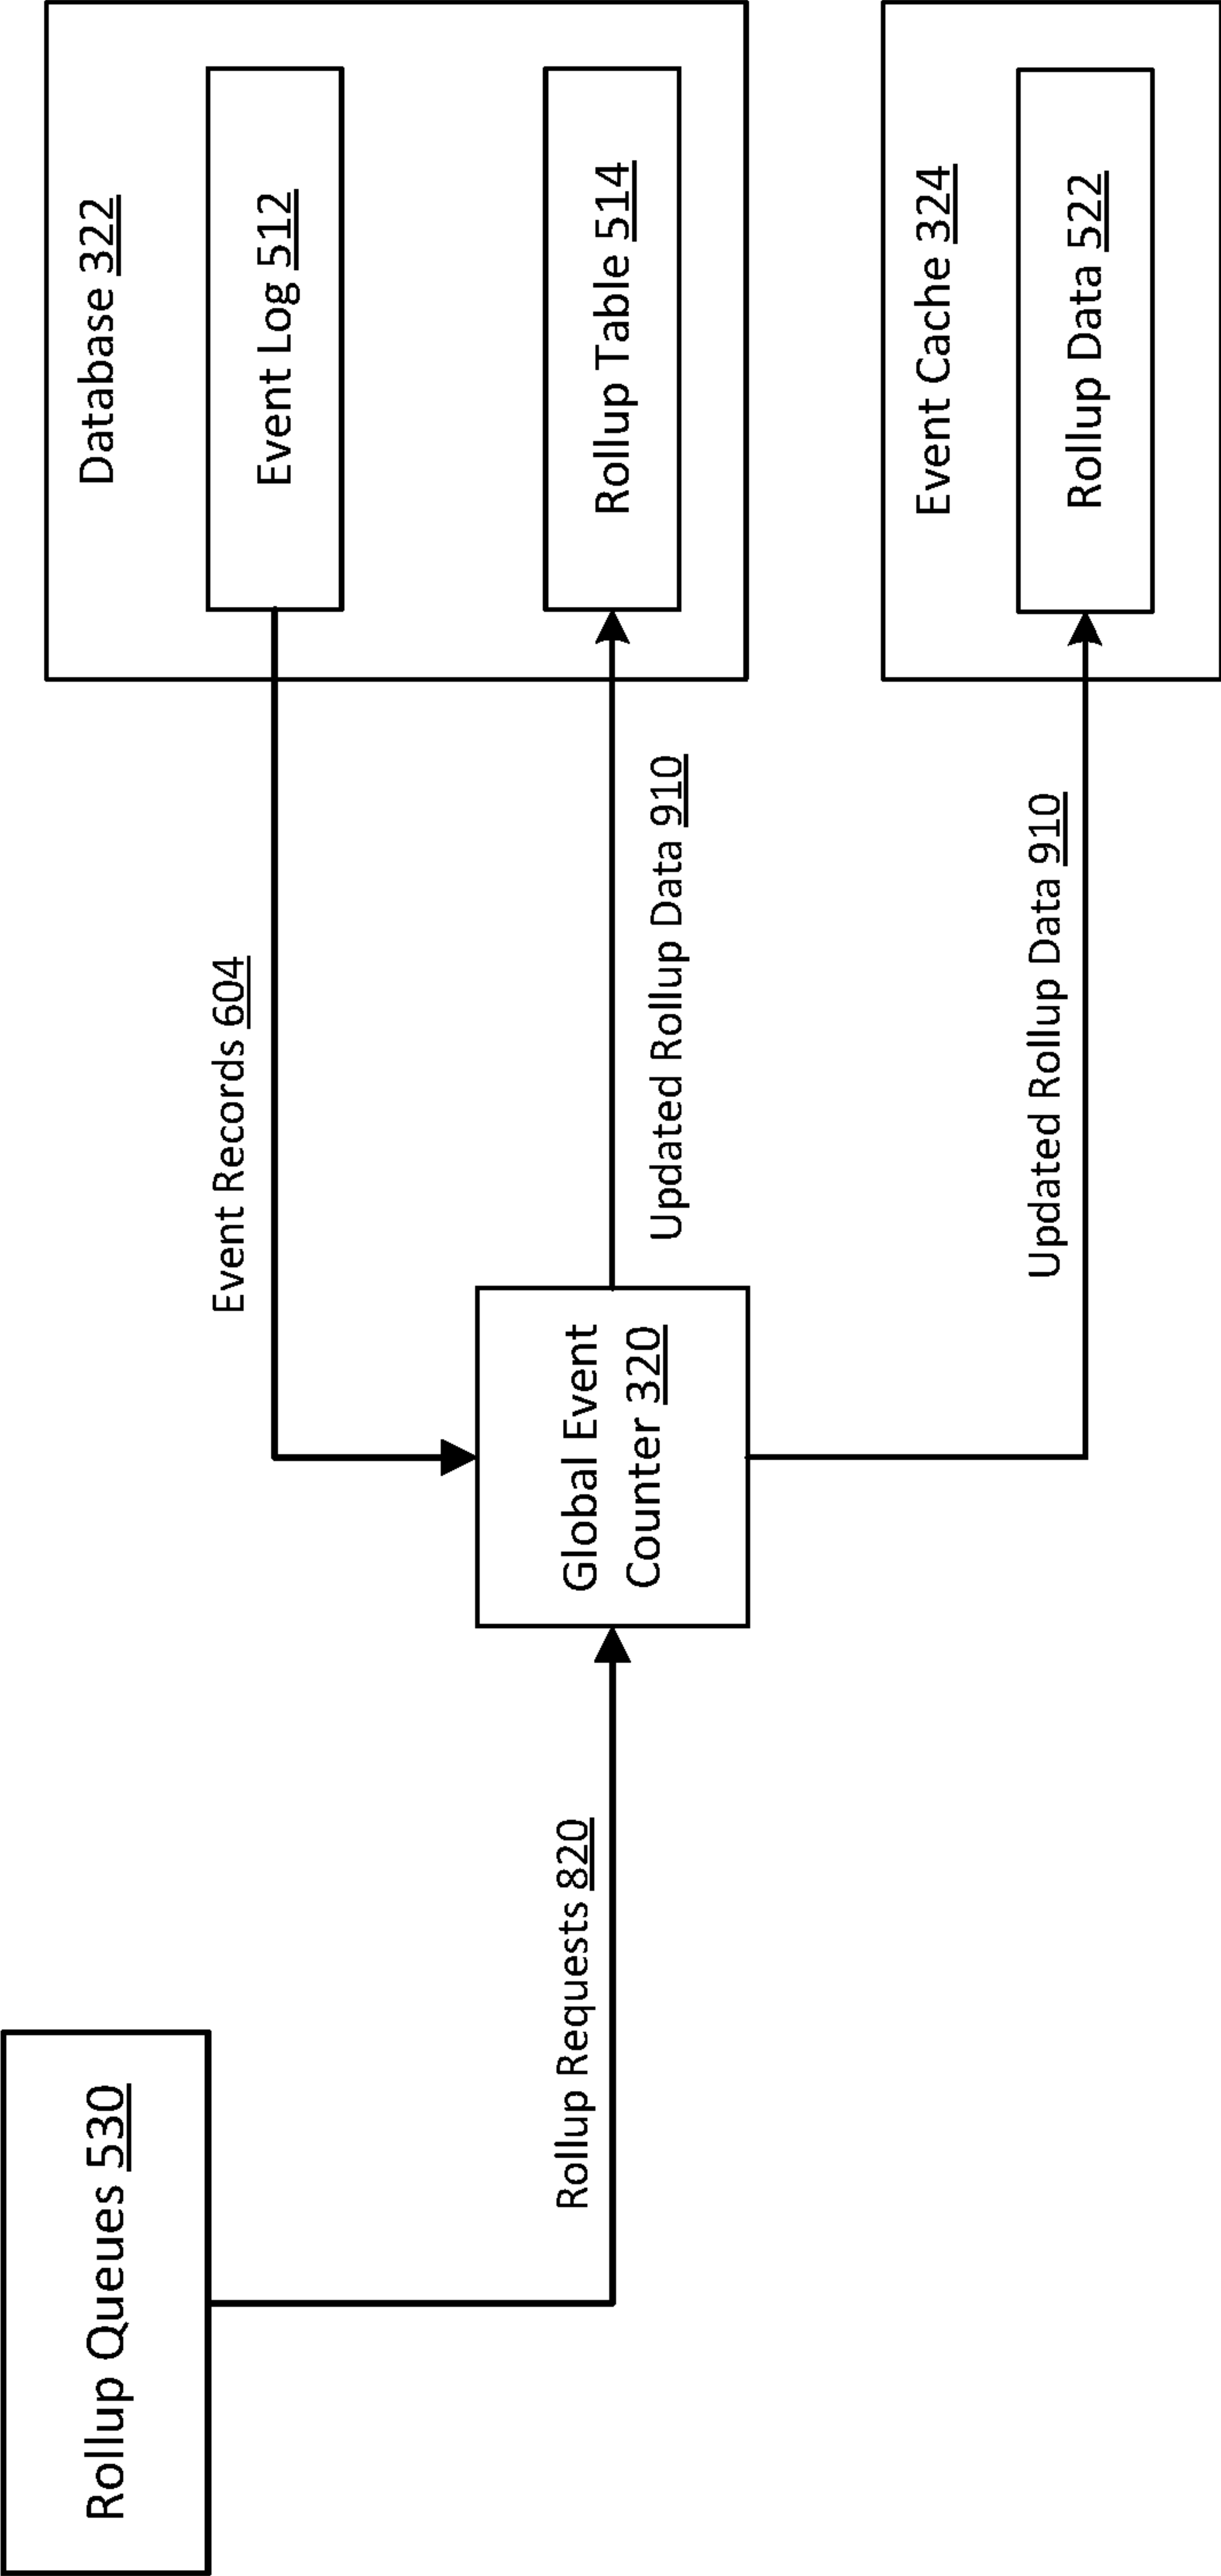 Rollup Queues 530
Database 322
Event Records 604
Event Log 512
Rollup Requests 820
Global Event
Counter 320
Updated Rollup Data 910
Rollup Table 514
Event Cache 324
Updated Rollup Data 910
Rollup Data 522